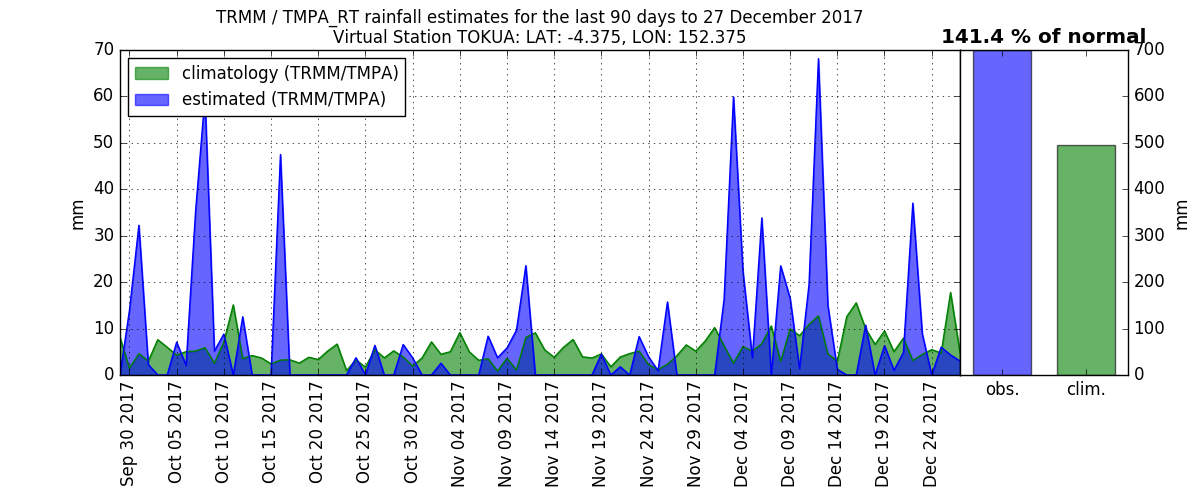 TRMM / TMPA_RT rainfall estimates for the last 90 days to 27 December 2017
Virtual Station TOKUA: LAT: -4.375, LON: 152.375
141.4 % of normal
climatology (TRMM/TMPA)
estimated (TRMM/TMPA)
mm
70
60
50
40
30
20
10
0
Sep 30 2017
Oct 05 2017
Oct 10 2017
Oct 15 2017
Oct 20 2017
Oct 25 2017
Oct 30 2017
Nov 04 2017
Nov 09 2017
Nov 14 2017
Nov 19 2017
Nov 24 2017
Nov 29 2017
Dec 04 2017
Dec 09 2017
Dec 14 2017
Dec 19 2017
Dec 24 2017
obs.
clim.
700
600
500
400
300
200
100
0
mm